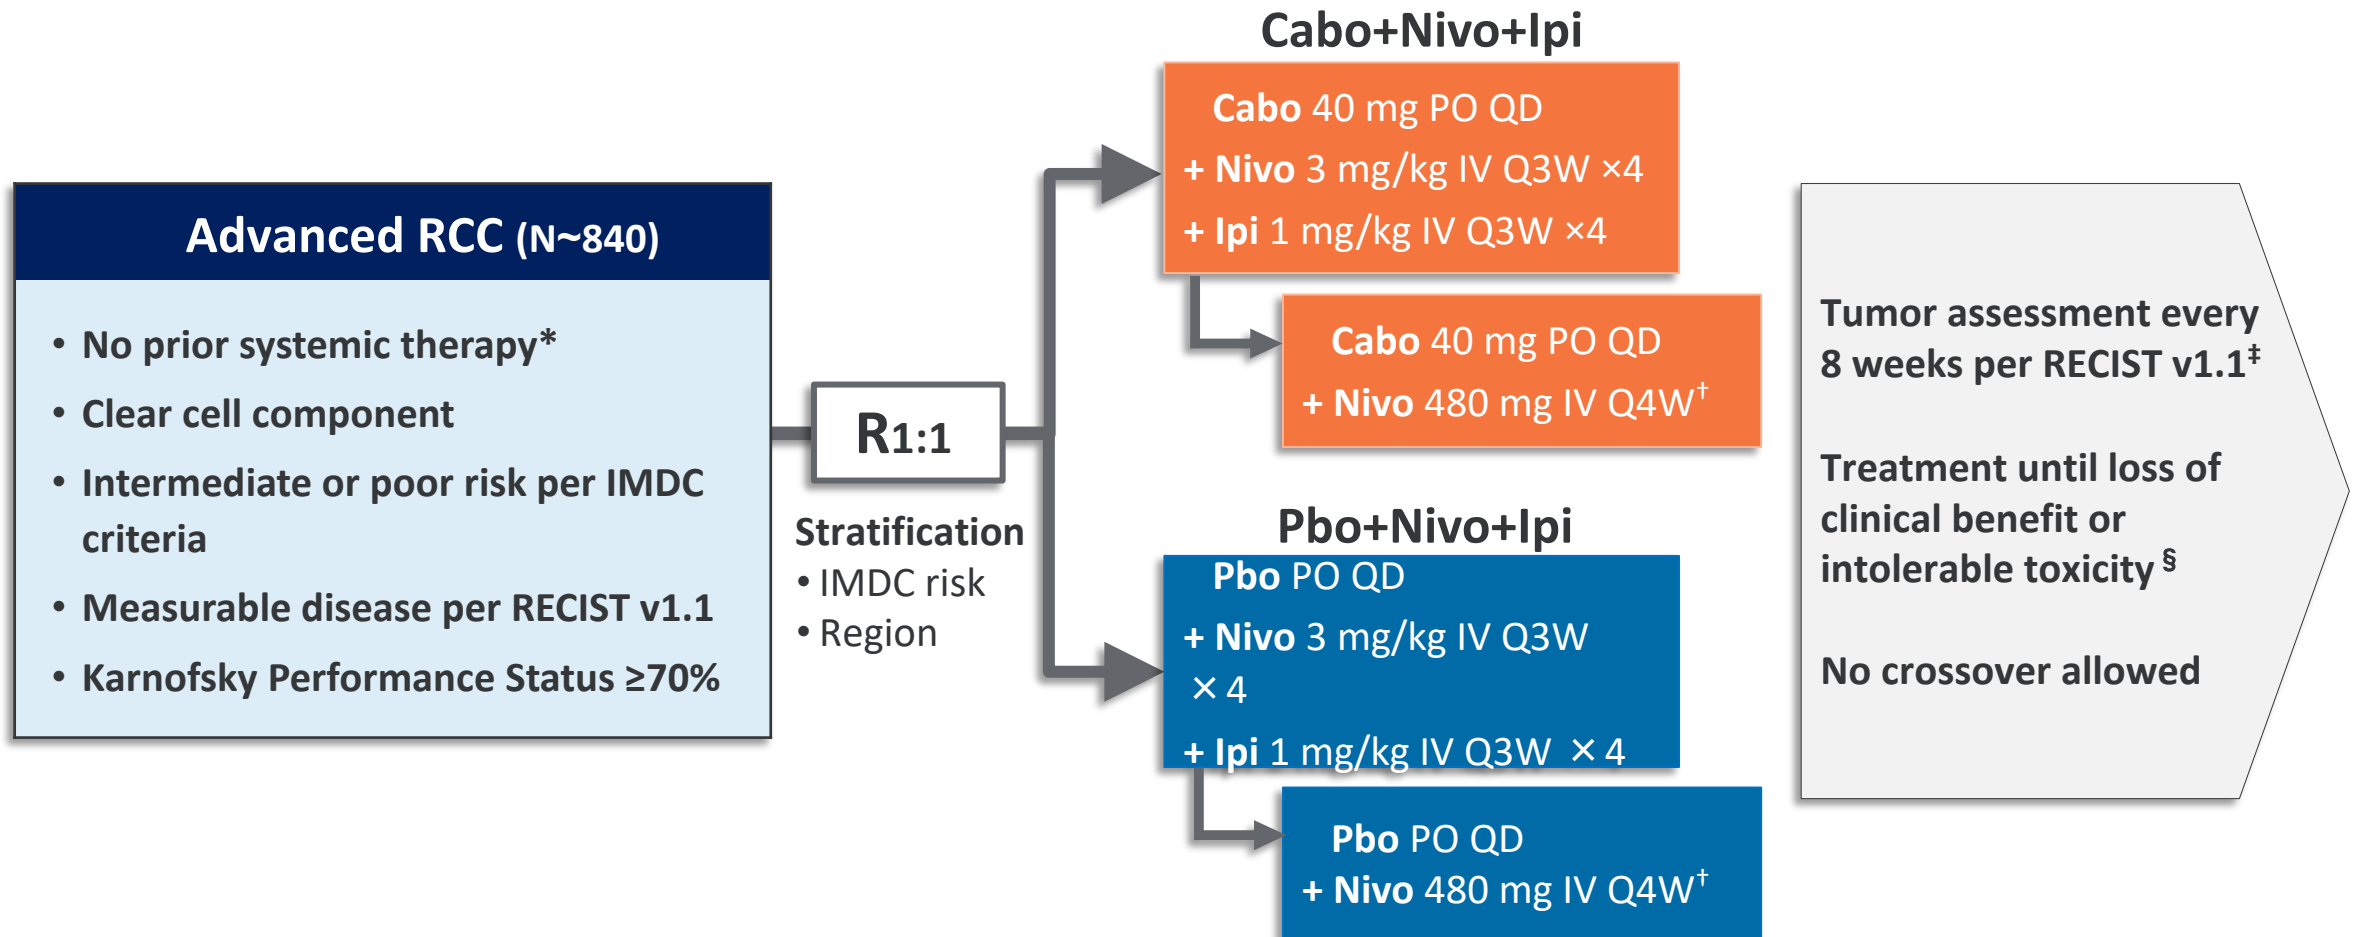 Advanced RCC (N~840)
• No prior systemic therapy*
• Clear cell component
• Intermediate or poor risk per IMDC
criteria
• Measurable disease per RECIST v1.1
• Karnofsky Performance Status ≥70%
R1:1
Stratification
• IMDC risk
• Region
Cabo+Nivo+Ipi
Cabo 40 mg PO QD
+ Nivo 3 mg/kg IV Q3W ×4
+ Ipi 1 mg/kg IV Q3W ×4
Cabo 40 mg PO QD
+ Nivo 480 mg IV Q4W†
Pbo+Nivo+Ipi
Pbo PO QD
+ Nivo 3 mg/kg IV Q3W
× 4
+ Ipi 1 mg/kg IV Q3W × 4
Pbo PO QD
+ Nivo 480 mg IV Q4W†
Tumor assessment every
8 weeks per RECIST v1.1‡
Treatment until loss of
clinical benefit or
intolerable toxicity §
No crossover allowed